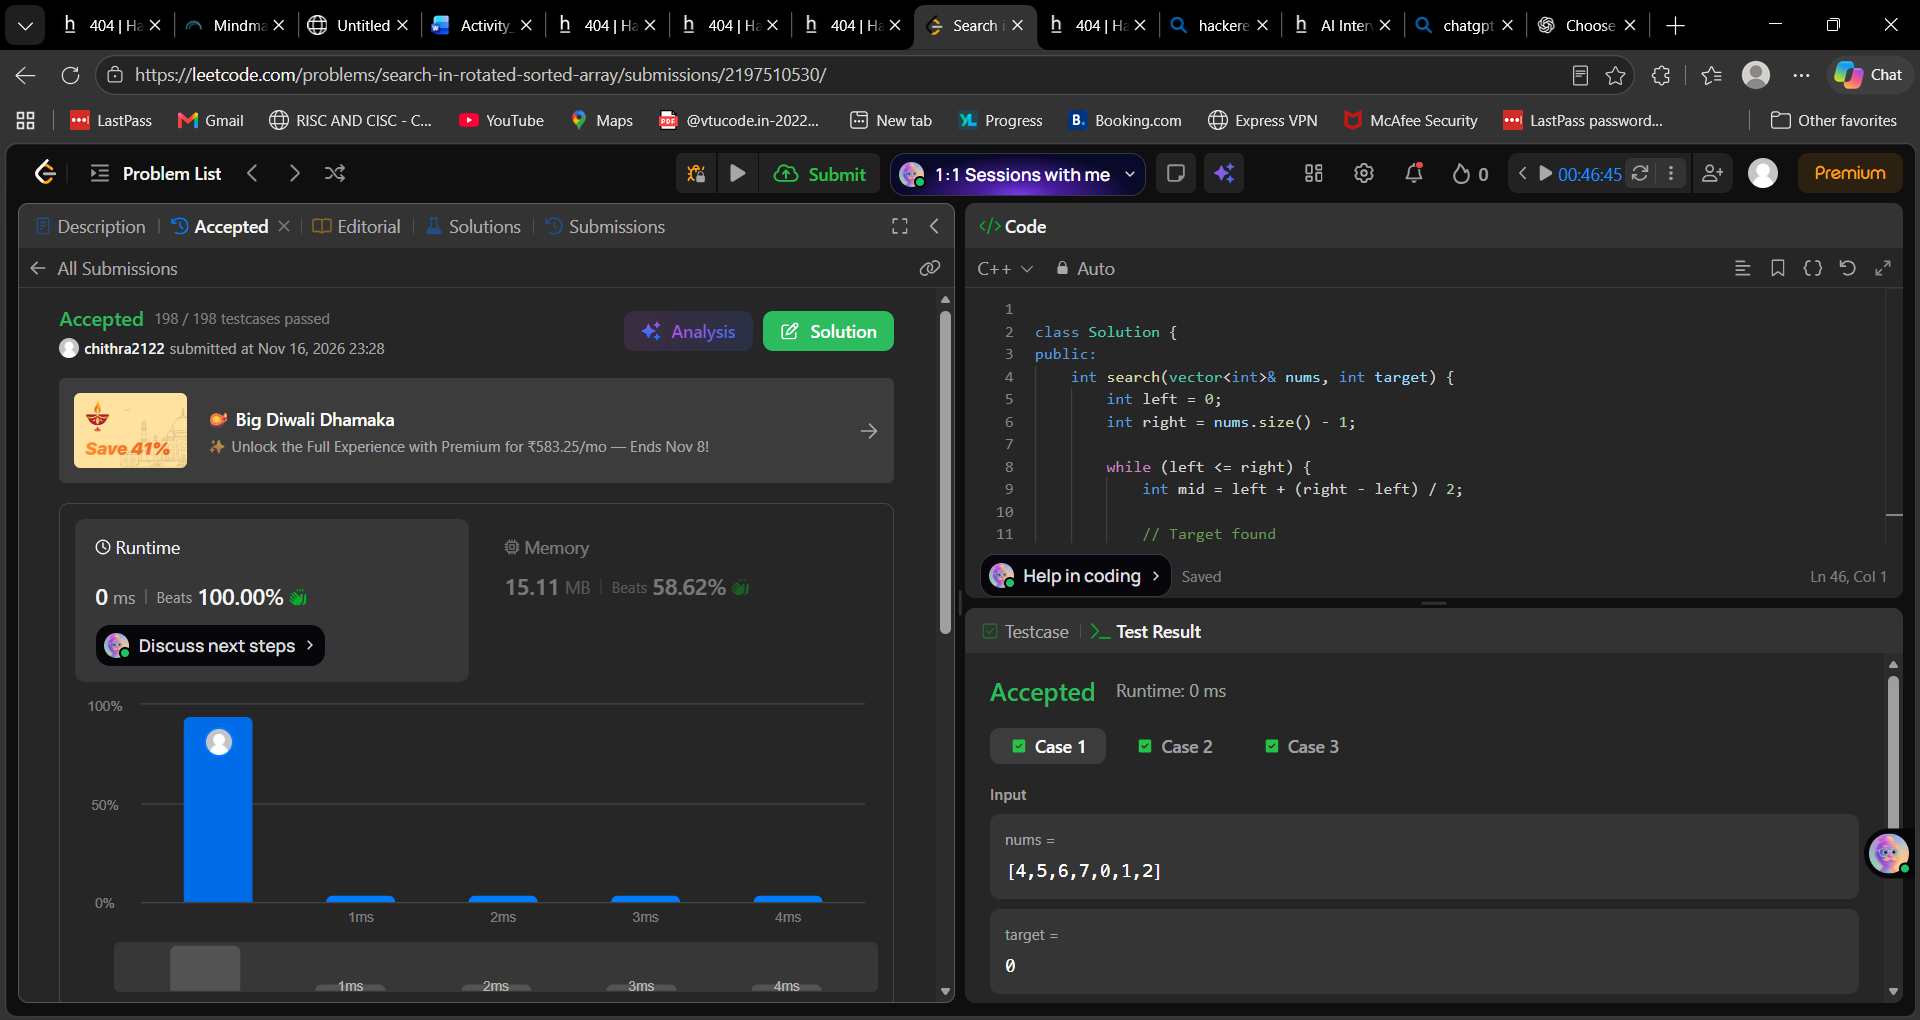 h 404 | Ha
Mindma
Untitled
Activity_
h 404 | Ha
h 404 | Ha
h 404 | Ha
Search i
h 404 | Ha
hackere
h AI Inter
chatgpt
Choose
https://leetcode.com/problems/search-in-rotated-sorted-array/submissions/2197510530/
Chat
LastPass
Gmail
RISC AND CISC - C...
YouTube
Maps
PDF @vtucode.in-2022...
New tab
YL Progress
B. Booking.com
Express VPN
McAfee Security
LastPass password...
Other favorites
Problem List
Submit
1:1 Sessions with me
0
00:46:45
Premium
Description
Accepted
Editorial
Solutions
Submissions
All Submissions
Accepted 198 / 198 testcases passed
chithra2122 submitted at Nov 16, 2026 23:28
Analysis
Solution
Save 41%
Big Diwali Dhamaka
Unlock the Full Experience with Premium for ₹583.25/mo — Ends Nov 8!
Runtime
0 ms | Beats 100.00%
Discuss next steps
Memory
15.11 MB | Beats 58.62%
100%
50%
0%
1ms 2ms 3ms 4ms
1ms 2ms 3ms 4ms
</> Code
C++ Auto
1
2 class Solution {
3 public:
4 int search(vector<int>& nums, int target) {
5 int left = 0;
6 int right = nums.size() - 1;
7
8 while (left <= right) {
9 int mid = left + (right - left) / 2;
10
11 // Target found
Help in coding
Saved
Ln 46, Col 1
Testcase
Test Result
Accepted Runtime: 0 ms
Case 1
Case 2
Case 3
Input
nums =
[4,5,6,7,0,1,2]
target =
0